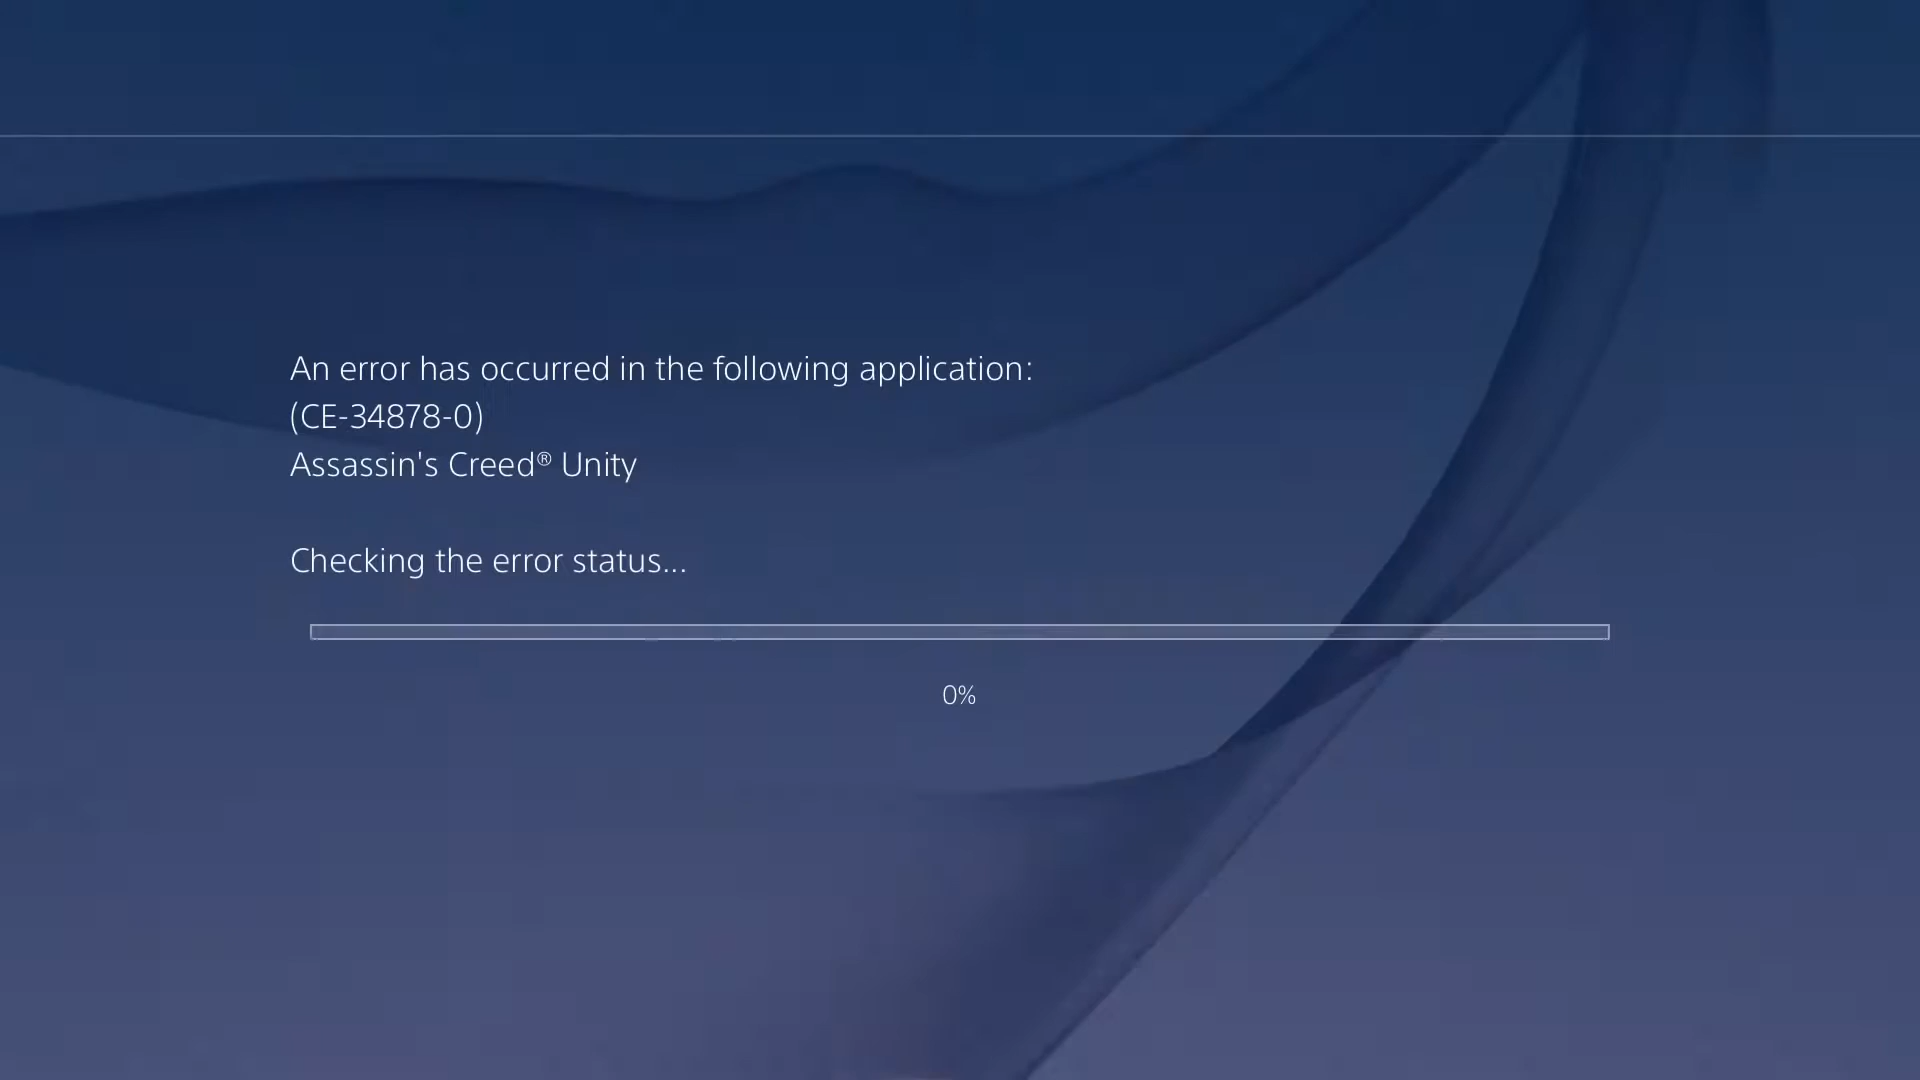 An error has occurred in the following application:
(CE-34878-0)
Assassin's Creed® Unity
Checking the error status...
0%